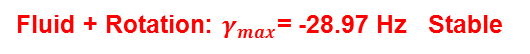 Fluid + Rotation: γmax= -28.97 Hz Stable